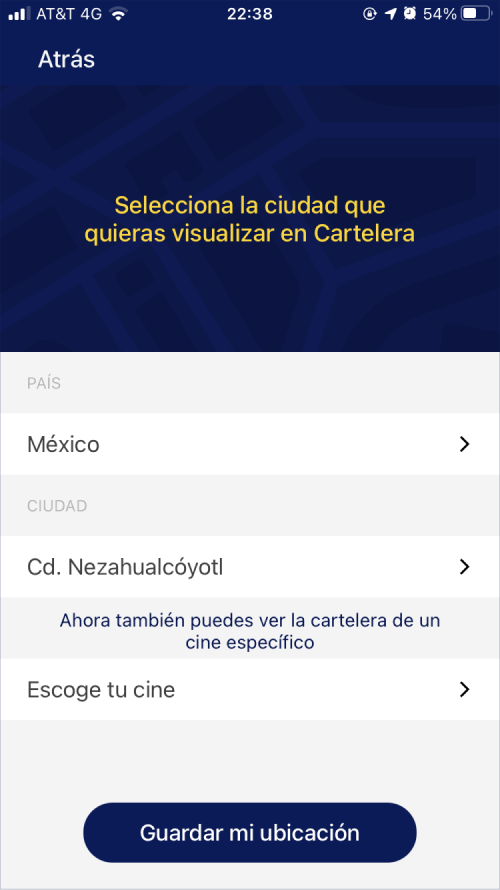 AT&T 4G 22:38 54%
Atrás
Selecciona la ciudad que
quieras visualizar en Cartelera
PAÍS
México
CIUDAD
Cd. Nezahualcóyotl
Ahora también puedes ver la cartelera de un
cine específico
Escoge tu cine
Guardar mi ubicación